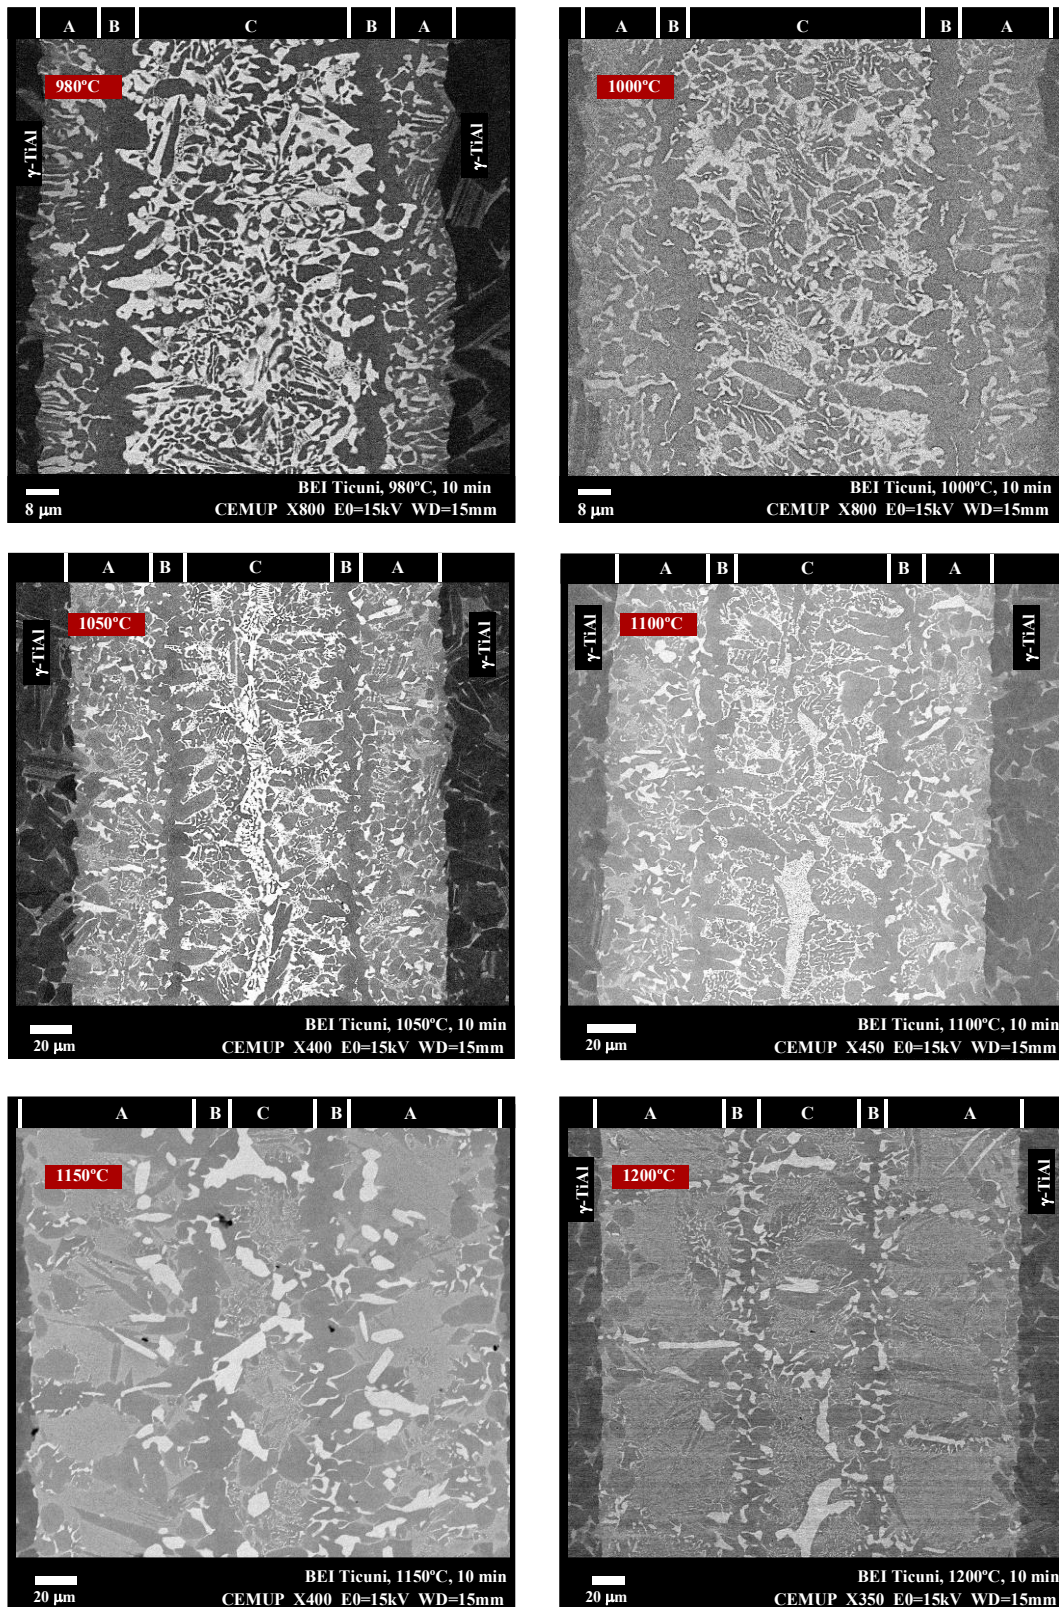 A B C B A
980ºC
γ-TiAl
γ-TiAl
BEI Ticuni, 980ºC, 10 min
8 µm
CEMUP X800 E0=15kV WD=15mm
A B C B A
1000ºC
BEI Ticuni, 1000ºC, 10 min
8 µm
CEMUP X800 E0=15kV WD=15mm
A B C B A
1050ºC
γ-TiAl
γ-TiAl
BEI Ticuni, 1050ºC, 10 min
20 µm
CEMUP X400 E0=15kV WD=15mm
A B C B A
1100ºC
γ-TiAl
γ-TiAl
BEI Ticuni, 1100ºC, 10 min
20 µm
CEMUP X450 E0=15kV WD=15mm
A B C B A
1150ºC
BEI Ticuni, 1150ºC, 10 min
20 µm
CEMUP X400 E0=15kV WD=15mm
A B C B A
1200ºC
γ-TiAl
γ-TiAl
BEI Ticuni, 1200ºC, 10 min
20 µm
CEMUP X350 E0=15kV WD=15mm